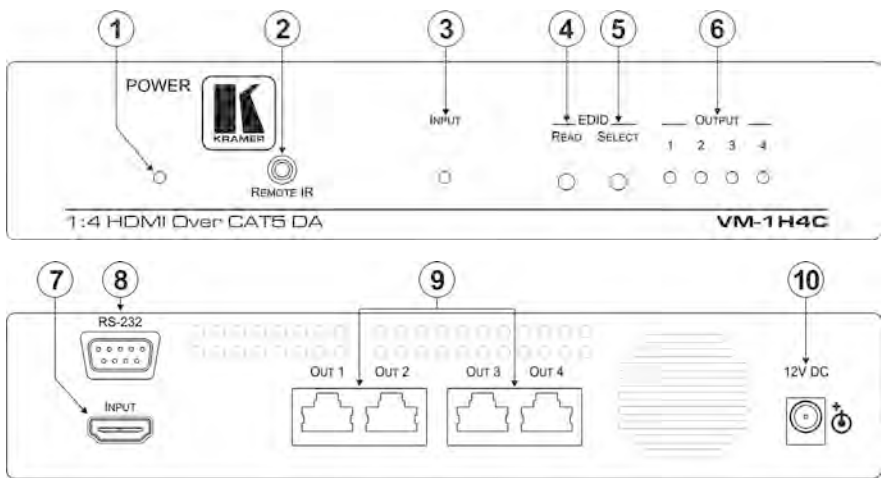 1 2 3 4 5 6
POWER
K
KRAMER
INPUT
EDID
READ SELECT
OUTPUT
1 2 3 4
REMOTE IR
1:4 HDMI Over CAT5 DA
VM-1H4C
7 8 9 10
RS-232
INPUT
OUT 1 OUT 2 OUT 3 OUT 4
12V DC
+